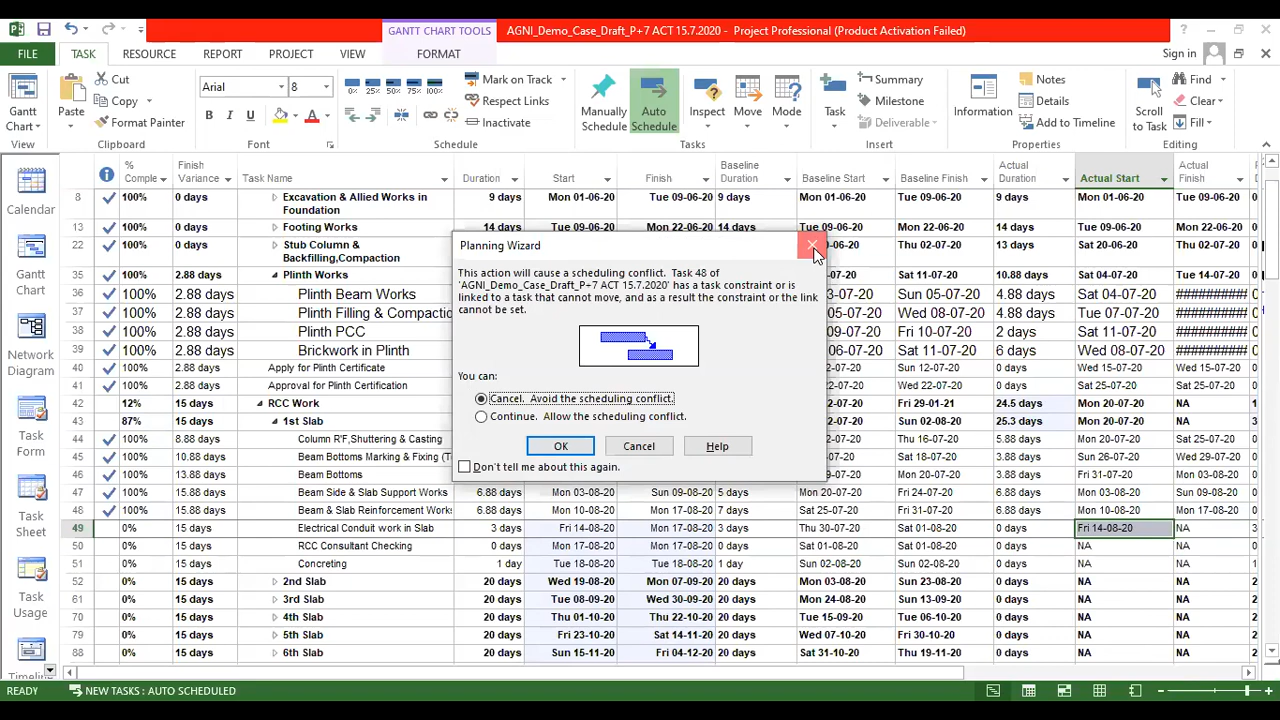 GANTT CHART TOOLS
AGNI_Demo_Case_Draft_P+7 ACT 15.7.2020 - Project Professional (Product Activation Failed)
FILE TASK RESOURCE REPORT PROJECT VIEW FORMAT Sign in
Gantt Chart
View
Paste
Cut
Copy
Format Painter
Clipboard
Arial 8
B I U A
Font
0% 25% 50% 75% 100%
Mark on Track
Respect Links
Inactivate
Schedule
Manually Schedule
Auto Schedule
Inspect
Move
Mode
Tasks
Task
Summary
Milestone
Deliverable
Insert
Information
Notes
Details
Add to Timeline
Properties
Scroll to Task
Find
Clear
Fill
Editing
Calendar
Gantt Chart
Network Diagram
Task Form
Task Sheet
Task Usage
% Comple Finish Variance Task Name Duration Start Finish Baseline Duration Baseline Start Baseline Finish Actual Duration Actual Start Actual Finish
8 100% 0 days Excavation & Allied Works in Foundation 9 days Mon 01-06-20 Tue 09-06-20 9 days Mon 01-06-20 Tue 09-06-20 9 days Mon 01-06-20 Tue 09-06-20
13 100% 0 days Footing Works 14 days Tue 09-06-20 Mon 22-06-20 14 days Tue 09-06-20 Mon 22-06-20 14 days Tue 09-06-20 Mon 22-06-20
22 100% 0 days Stub Column & Backfilling,Compaction 06-20 Thu 02-07-20 13 days Sat 20-06-20 Thu 02-07-20
35 100% 2.88 days Plinth Works 07-20 Sat 11-07-20 10.88 days Sat 04-07-20 Tue 14-07-20
36 100% 2.88 days Plinth Beam Works 07-20 Sun 05-07-20 4.88 days Sat 04-07-20 ##########
37 100% 2.88 days Plinth Filling & Compactio 07-20 Wed 08-07-20 4.88 days Tue 07-07-20 ##########
38 100% 2.88 days Plinth PCC 07-20 Fri 10-07-20 2 days Sat 11-07-20 ##########
39 100% 2.88 days Brickwork in Plinth 06-07-20 Sat 11-07-20 6 days Wed 08-07-20 ##########
40 100% 2.88 days Apply for Plinth Certificate 07-20 Sun 12-07-20 0 days Wed 15-07-20 Wed 15-07-20
41 100% 2.88 days Approval for Plinth Certification 07-20 Wed 22-07-20 0 days Sat 25-07-20 Sat 25-07-20
42 12% 15 days RCC Work Fri 29-01-21 24.5 days Mon 20-07-20 NA
43 87% 15 days 1st Slab Sun 02-08-20 25.3 days Mon 20-07-20 NA
44 100% 8.88 days Column R'F,Shuttering & Casting Thu 16-07-20 5.88 days Mon 20-07-20 Sat 25-07-20
45 100% 10.88 days Beam Bottoms Marking & Fixing (T Sat 18-07-20 3.88 days Sun 26-07-20 Wed 29-07-20
46 100% 10.88 days Beam Bottoms 07-20 Thu 23-07-20 2.88 days Fri 31-07-20 Mon 03-08-20
47 100% 15.88 days Beam Side & Slab Support Works 6.88 days Mon 03-08-20 Sun 09-08-20 5 days Mon 20-07-20 Fri 24-07-20 6.88 days Mon 03-08-20 Sun 09-08-20
48 100% 15.88 days Beam & Slab Reinforcement Works 6.88 days Mon 10-08-20 Mon 17-08-20 7 days Sat 25-07-20 Fri 31-07-20 6.88 days Mon 10-08-20 Mon 17-08-20
49 0% 15 days Electrical Conduit work in Slab 3 days Fri 14-08-20 Mon 17-08-20 3 days Thu 30-07-20 Sat 01-08-20 0 days Fri 14-08-20 NA
50 0% 15 days RCC Consultant Checking 0 days Mon 17-08-20 Mon 17-08-20 0 days Sat 01-08-20 Sat 01-08-20 0 days NA NA
51 0% 15 days Concreting 1 day Tue 18-08-20 Tue 18-08-20 1 day Sun 02-08-20 Sun 02-08-20 0 days NA NA
52 0% 15 days 2nd Slab 20 days Wed 19-08-20 Mon 07-09-20 20 days Mon 03-08-20 Sun 23-08-20 0 days NA NA
61 0% 15 days 3rd Slab 20 days Tue 08-09-20 Wed 30-09-20 20 days Mon 24-08-20 Sun 13-09-20 0 days NA NA
70 0% 15 days 4th Slab 20 days Thu 01-10-20 Thu 22-10-20 20 days Tue 15-09-20 Tue 06-10-20 0 days NA NA
79 0% 15 days 5th Slab 20 days Fri 23-10-20 Sat 14-11-20 20 days Wed 07-10-20 Fri 30-10-20 0 days NA NA
88 0% 15 days 6th Slab 20 days Sun 15-11-20 Fri 04-12-20 20 days Thu 19-11-20 0 days NA NA
Planning Wizard
This action will cause a scheduling conflict. Task 48 of
'AGNI_Demo_Case_Draft_P+7 ACT 15.7.2020' has a task constraint or is
linked to a task that cannot move, and as a result the constraint or the link
cannot be set.
You can:
Cancel. Avoid the scheduling conflict.
Continue. Allow the scheduling conflict.
OK Cancel Help
Don't tell me about this again.
READY NEW TASKS : AUTO SCHEDULED